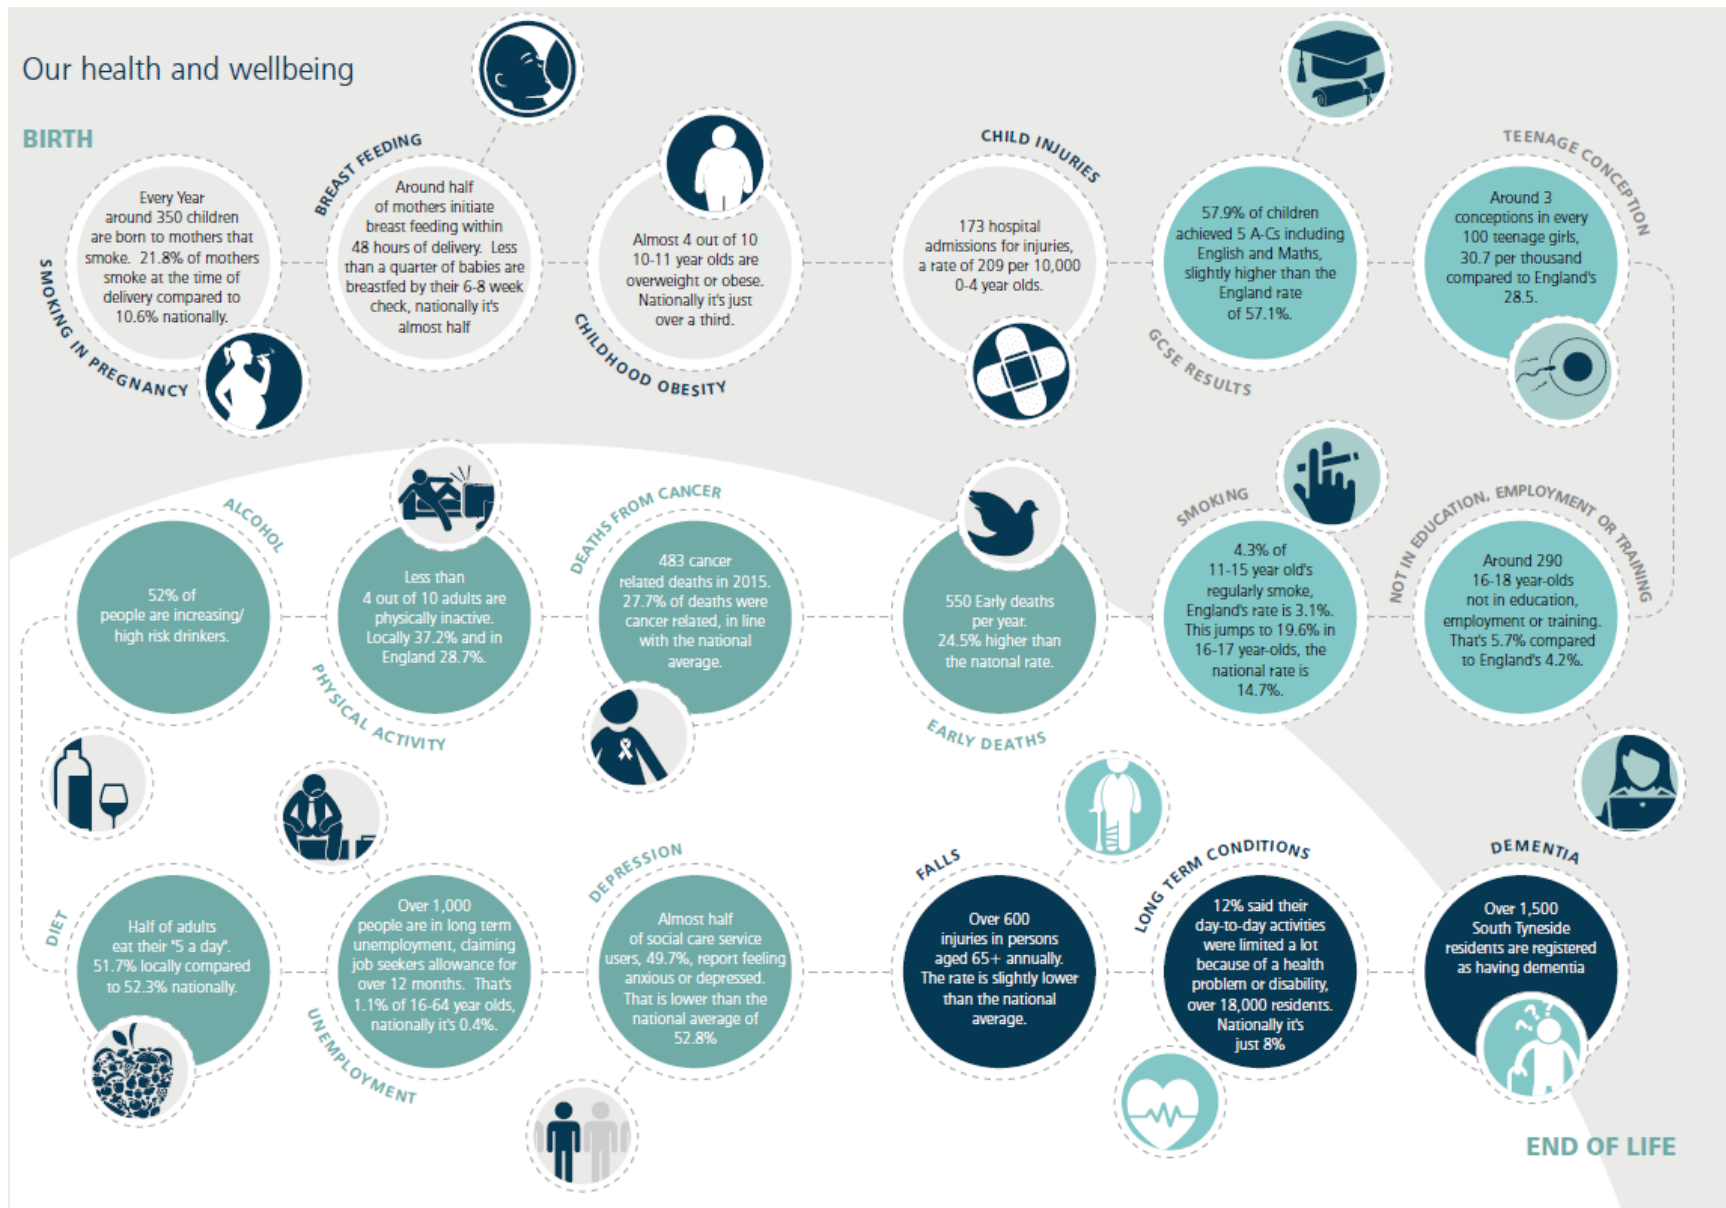 Our health and wellbeing
BIRTH
SMOKING IN PREGNANCY
Every Year
around 350 children
are born to mothers that
smoke. 21.8% of mothers
smoke at the time of
delivery compared to
10.6% nationally.
BREAST FEEDING
Around half
of mothers initiate
breast feeding within
48 hours of delivery. Less
than a quarter of babies are
breastfed by their 6-8 week
check, nationally it's
almost half
CHILDHOOD OBESITY
Almost 4 out of 10
10-11 year olds are
overweight or obese.
Nationally it's just
over a third.
CHILD INJURIES
173 hospital
admissions for injuries,
a rate of 209 per 10,000
0-4 year olds.
GCSE RESULTS
57.9% of children
achieved 5 A-Cs including
English and Maths,
slightly higher than the
England rate
of 57.1%.
TEENAGE CONCEPTION
Around 3
conceptions in every
100 teenage girls,
30.7 per thousand
compared to England's
28.5.
NOT IN EDUCATION, EMPLOYMENT OR TRAINING
Around 290
16-18 year-olds
not in education,
employment or training.
That's 5.7% compared
to England's 4.2%.
SMOKING
4.3% of
11-15 year old's
regularly smoke,
England's rate is 3.1%.
This jumps to 19.6% in
16-17 year-olds, the
national rate is
14.7%.
EARLY DEATHS
550 Early deaths
per year.
24.5% higher than
the natonal rate.
DEATHS FROM CANCER
483 cancer
related deaths in 2015.
27.7% of deaths were
cancer related, in line
with the national
average.
PHYSICAL ACTIVITY
Less than
4 out of 10 adults are
physically inactive.
Locally 37.2% and in
England 28.7%.
ALCOHOL
52% of
people are increasing/
high risk drinkers.
DIET
Half of adults
eat their "5 a day".
51.7% locally compared
to 52.3% nationally.
UNEMPLOYMENT
Over 1,000
people are in long term
unemployment, claiming
job seekers allowance for
over 12 months. That's
1.1% of 16-64 year olds,
nationally it's 0.4%.
DEPRESSION
Almost half
of social care service
users, 49.7%, report feeling
anxious or depressed.
That is lower than the
national average of
52.8%
FALLS
Over 600
injuries in persons
aged 65+ annually.
The rate is slightly lower
than the national
average.
LONG TERM CONDITIONS
12% said their
day-to-day activities
were limited a lot
because of a health
problem or disability,
over 18,000 residents.
Nationally it's
just 8%
DEMENTIA
Over 1,500
South Tyneside
residents are registered
as having dementia
???
END OF LIFE